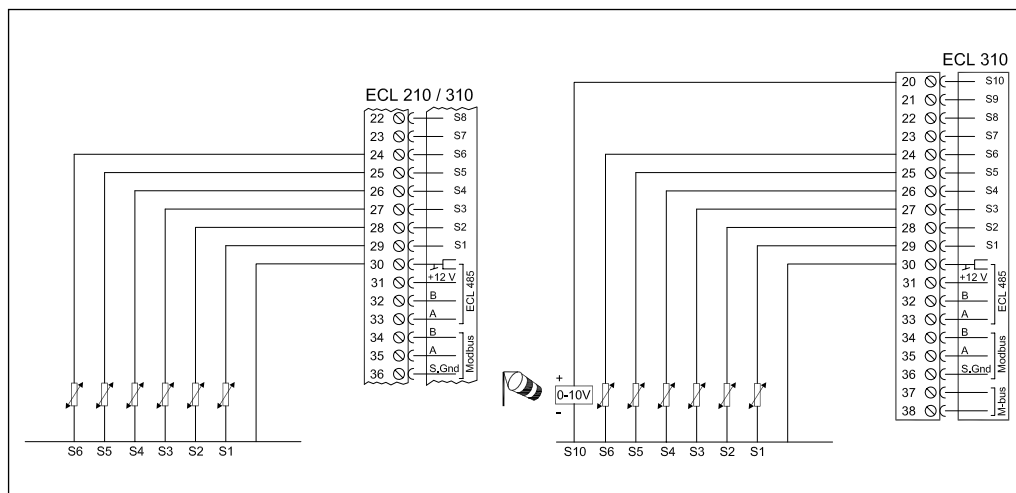 ECL 210 / 310
22 S8
23 S7
24 S6
25 S5
26 S4
27 S3
28 S2
29 S1
30
31 +12 V
32 B
33 A
ECL 485
34 B
35 A
36 S.Gnd
Modbus
S6 S5 S4 S3 S2 S1
ECL 310
20 S10
21 S9
22 S8
23 S7
24 S6
25 S5
26 S4
27 S3
28 S2
29 S1
30
31 +12 V
32 B
33 A
ECL 485
34 B
35 A
36 S.Gnd
Modbus
37
38
M-bus
+
0-10V
-
S10 S6 S5 S4 S3 S2 S1